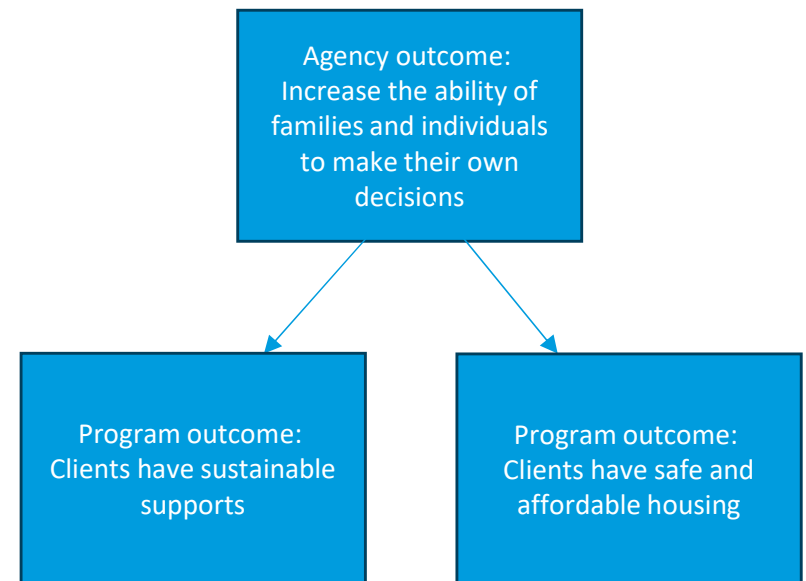 Agency outcome:
Increase the ability of
families and individuals
to make their own
decisions
Program outcome:
Clients have sustainable
supports
Program outcome:
Clients have safe and
affordable housing